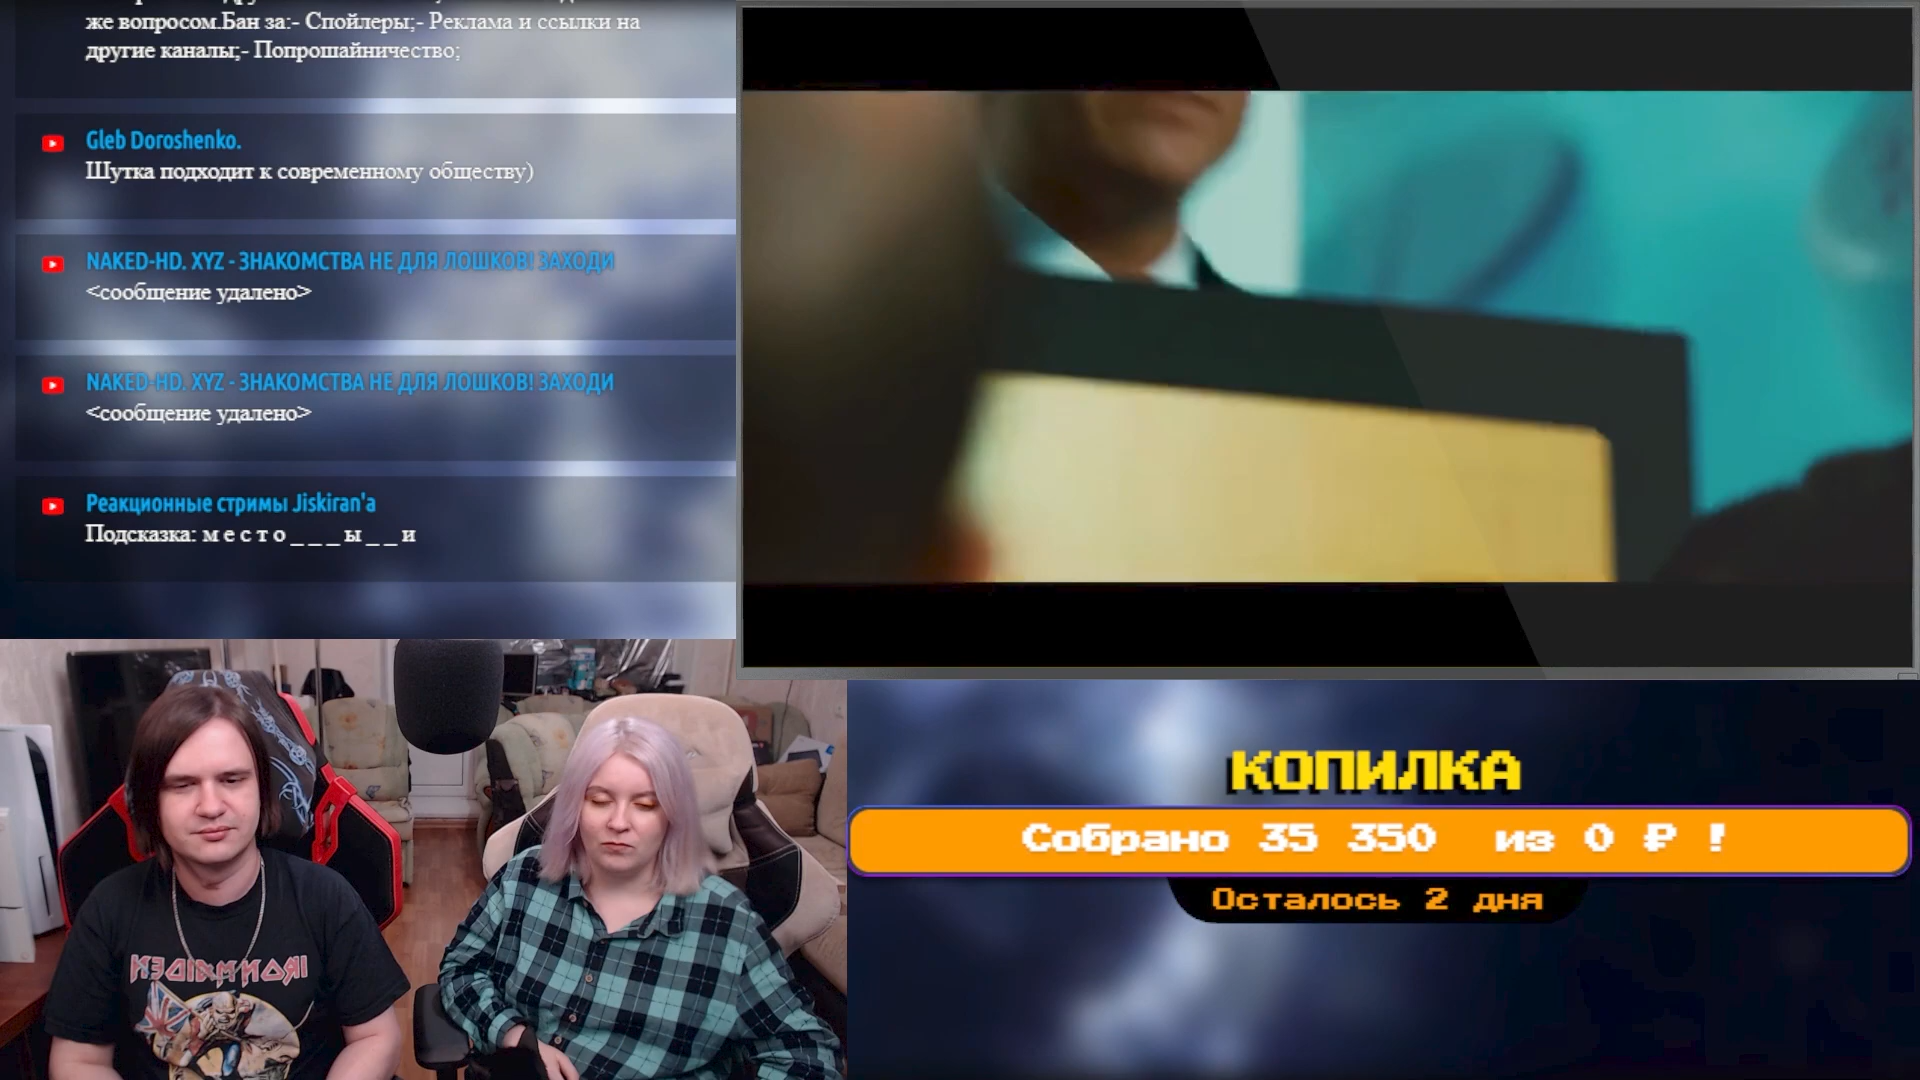 же вопросом.Бан за:- Спойлеры;- Реклама и ссылки на
другие каналы;- Попрошайничество;
Gleb Doroshenko.
Шутка подходит к современному обществу)
NAKED-HD. XYZ - ЗНАКОМСТВА НЕ ДЛЯ ЛОШКОВ! ЗАХОДИ
<сообщение удалено>
NAKED-HD. XYZ - ЗНАКОМСТВА НЕ ДЛЯ ЛОШКОВ! ЗАХОДИ
<сообщение удалено>
Реакционные стримы Jiskiran'a
Подсказка: м е с т о _ _ _ ы _ _ и
КОПИЛКА
Собрано 35 350 из 0 ₽ !
Осталось 2 дня
IRON MAIDEN